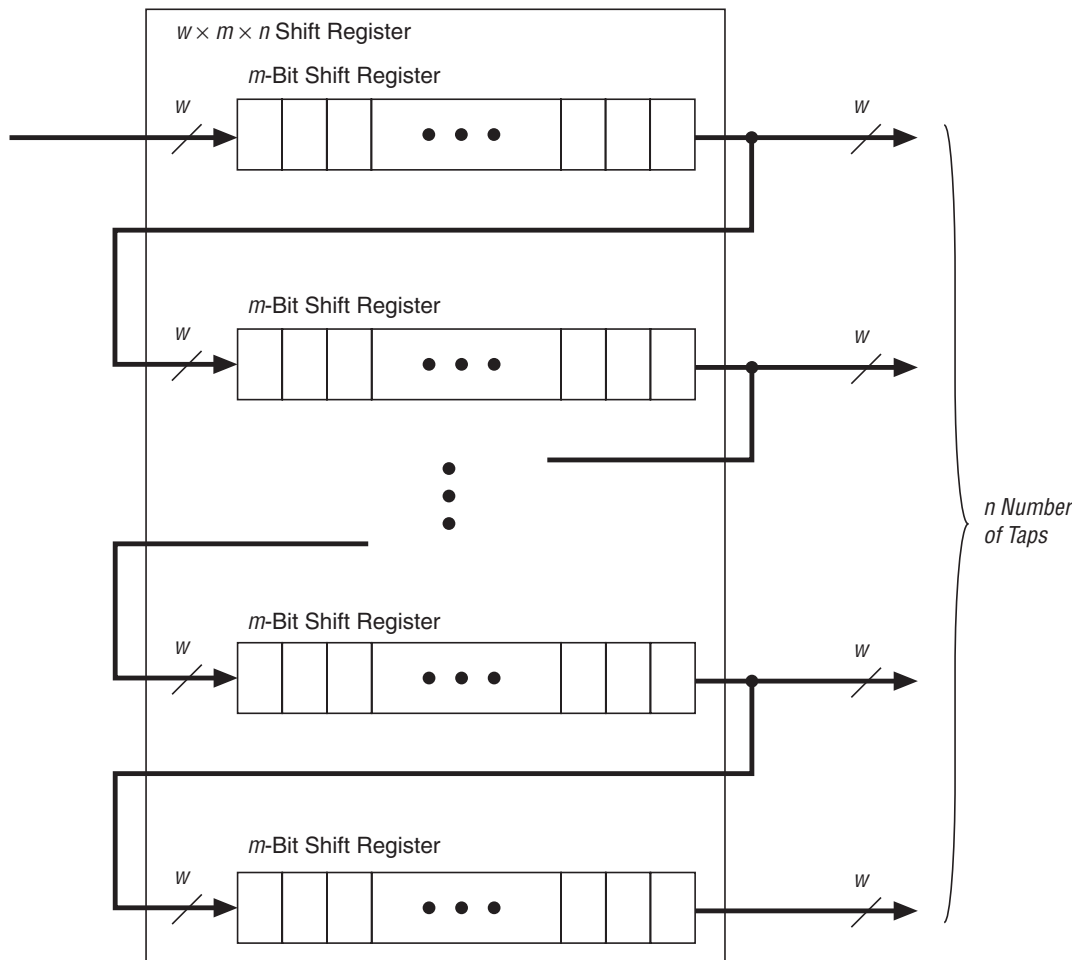 w × m × n Shift Register
m-Bit Shift Register
w
w
m-Bit Shift Register
w
w
n Number
of Taps
m-Bit Shift Register
w
w
m-Bit Shift Register
w
w